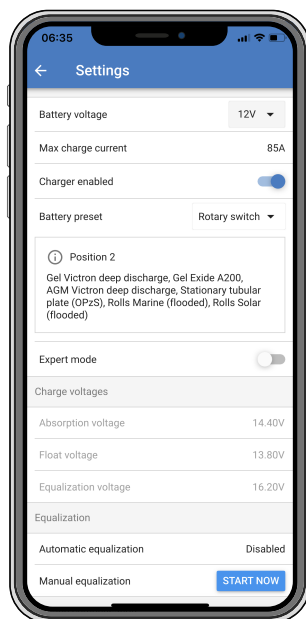 06:35
Settings
Battery voltage 12V
Max charge current 85A
Charger enabled
Battery preset Rotary switch
Position 2
Gel Victron deep discharge, Gel Exide A200,
AGM Victron deep discharge, Stationary tubular
plate (OPzS), Rolls Marine (flooded), Rolls Solar
(flooded)
Expert mode
Charge voltages
Absorption voltage 14.40V
Float voltage 13.80V
Equalization voltage 16.20V
Equalization
Automatic equalization Disabled
Manual equalization START NOW